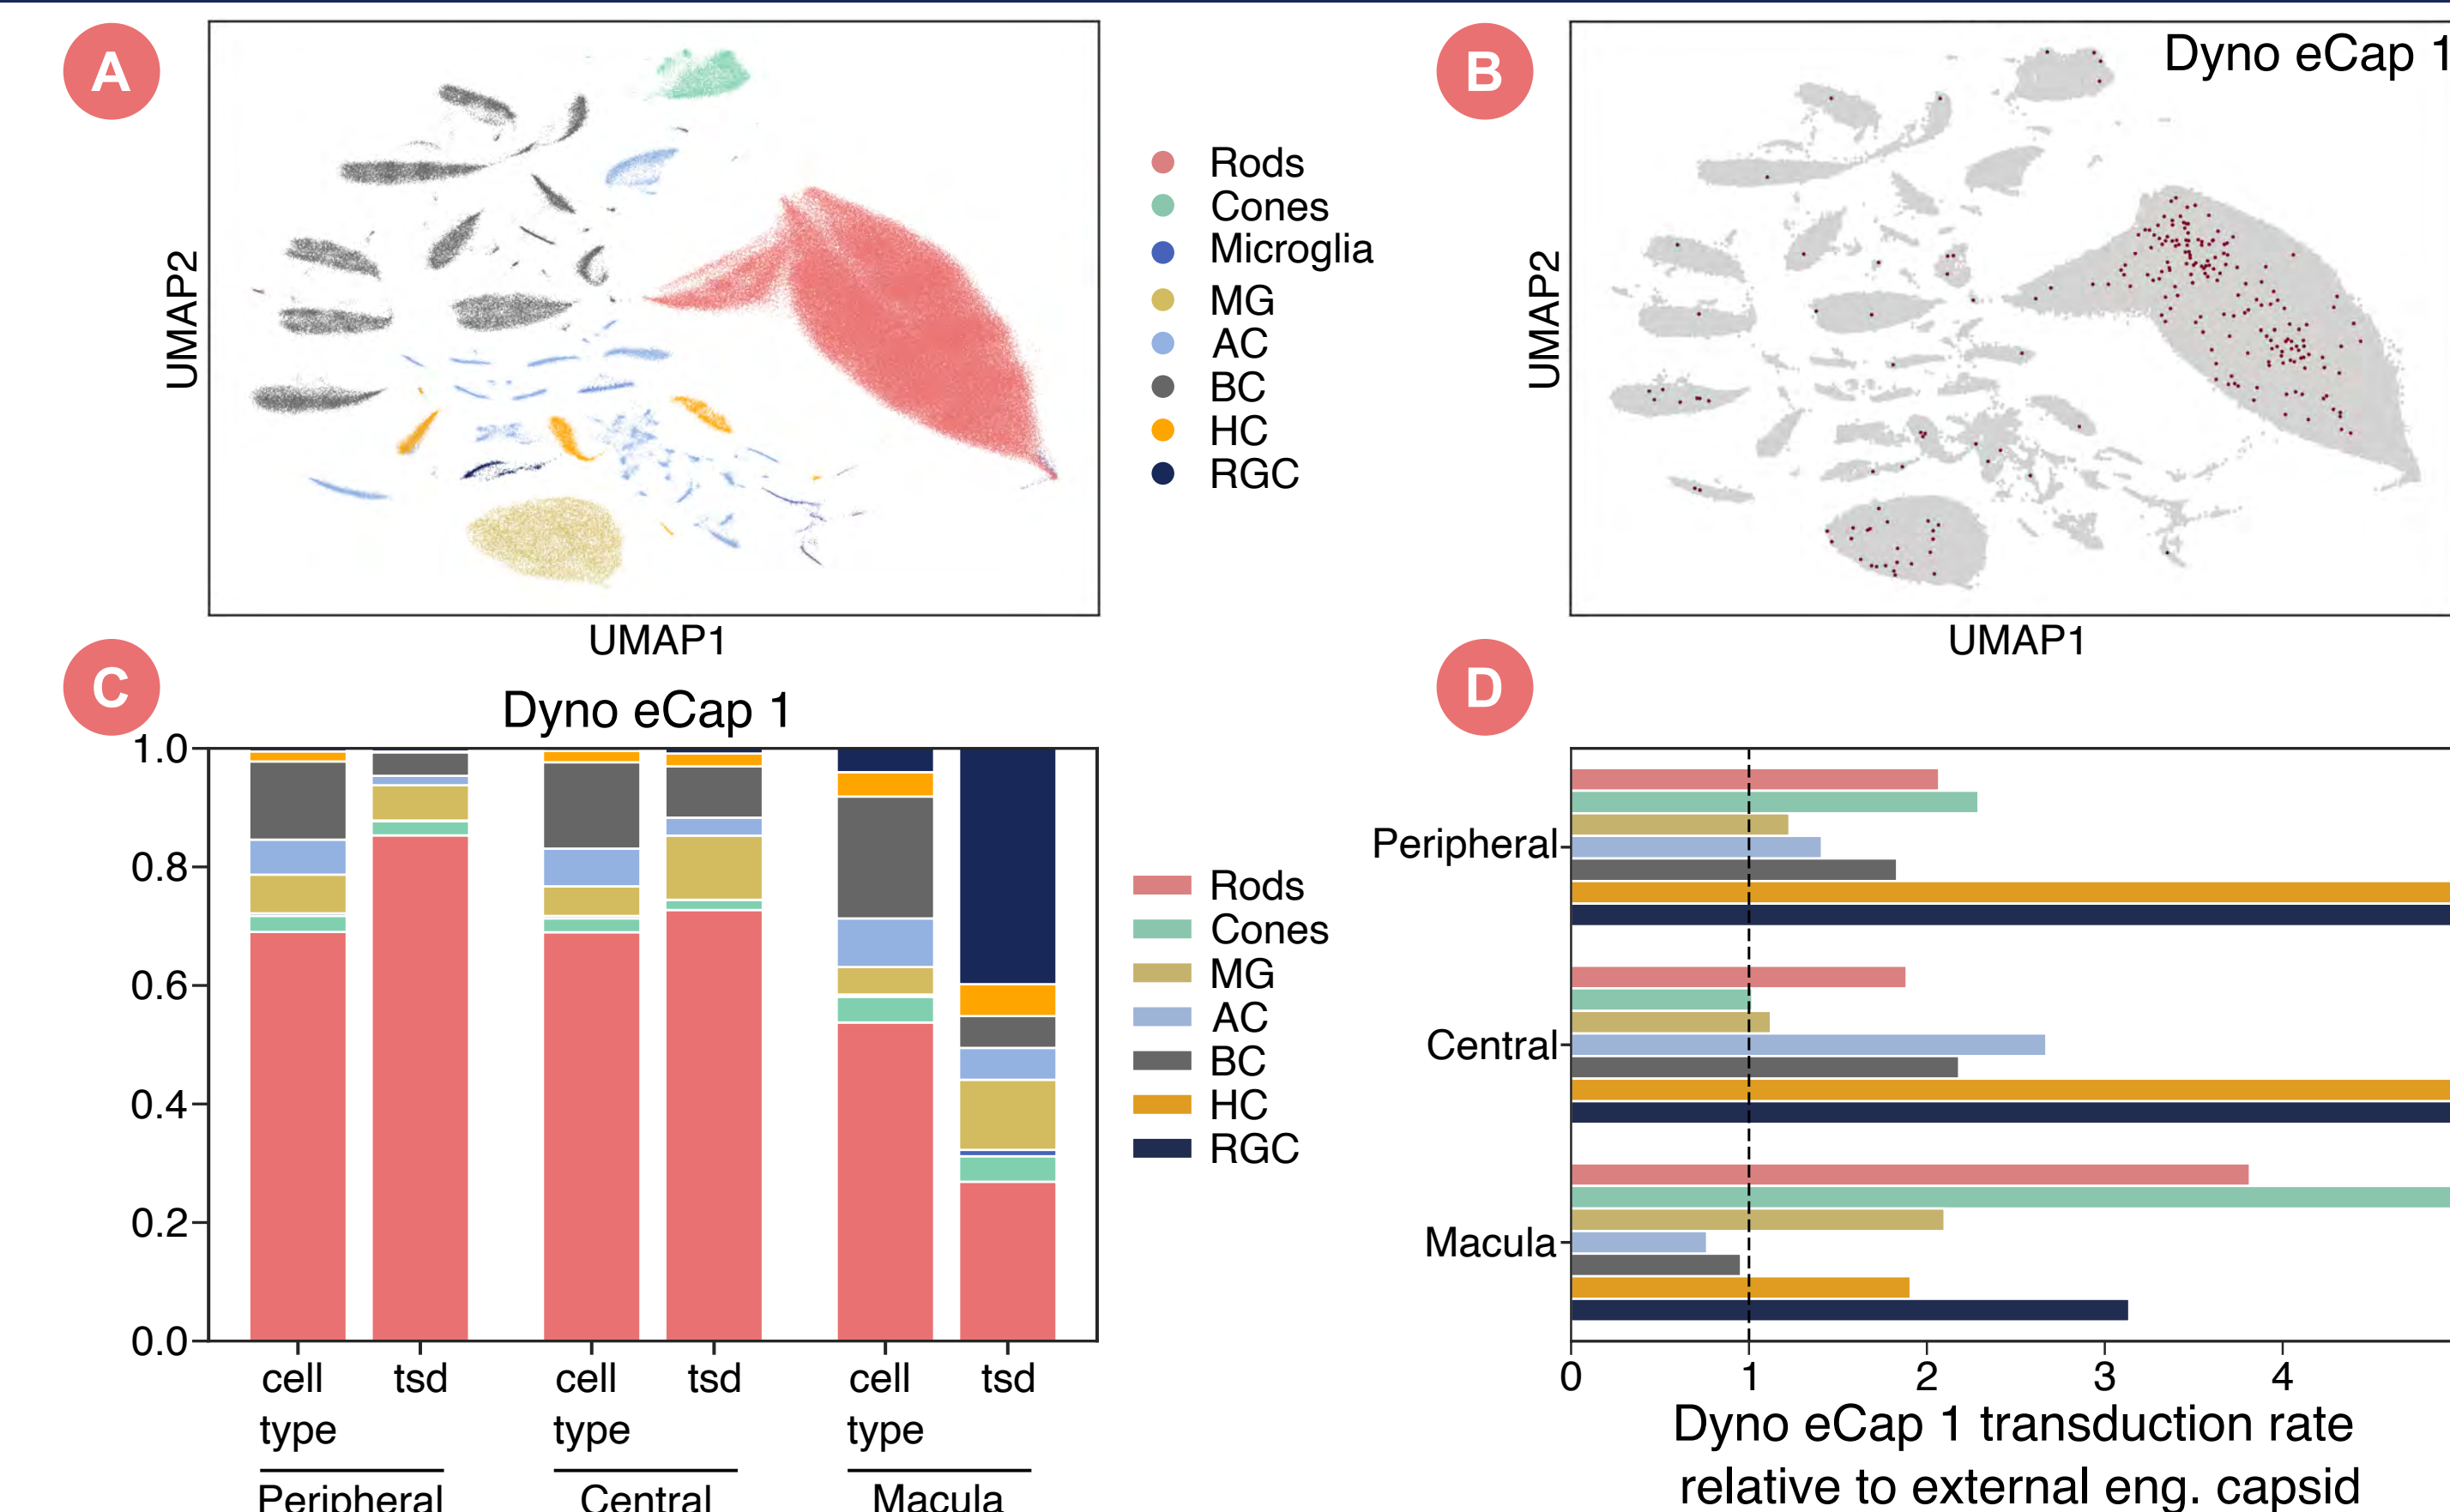 A
UMAP2
UMAP1
Rods
Cones
Microglia
MG
AC
BC
HC
RGC
B
Dyno eCap 1
UMAP2
UMAP1
C
Dyno eCap 1
1.0
0.8
0.6
0.4
0.2
0.0
cell type
tsd
cell type
tsd
cell type
tsd
Peripheral
Central
Macula
Rods
Cones
MG
AC
BC
HC
RGC
D
Peripheral
Central
Macula
0 1 2 3 4
Dyno eCap 1 transduction rate
relative to external eng. capsid